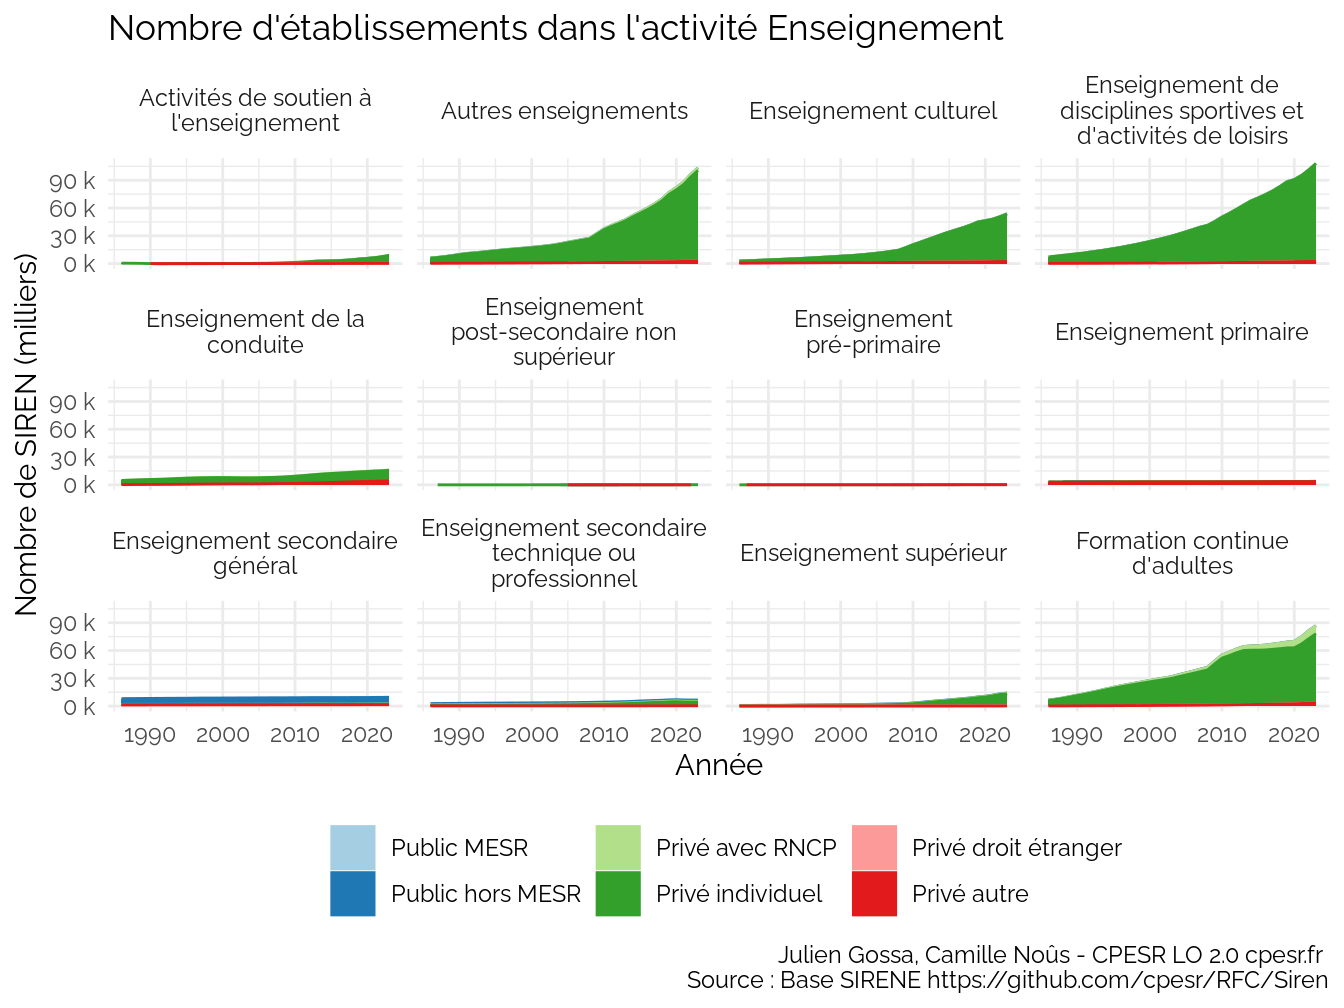 Nombre d'établissements dans l'activité Enseignement
Activités de soutien à
l'enseignement
Autres enseignements
Enseignement culturel
Enseignement de
disciplines sportives et
d'activités de loisirs
90 k
60 k
30 k
0 k
Enseignement de la
conduite
Enseignement
post-secondaire non
supérieur
Enseignement
pré-primaire
Enseignement primaire
90 k
60 k
30 k
0 k
Enseignement secondaire
général
Enseignement secondaire
technique ou
professionnel
Enseignement supérieur
Formation continue
d'adultes
90 k
60 k
30 k
0 k
1990 2000 2010 2020
1990 2000 2010 2020
1990 2000 2010 2020
1990 2000 2010 2020
Nombre de SIREN (milliers)
Année
Public MESR
Privé avec RNCP
Privé droit étranger
Public hors MESR
Privé individuel
Privé autre
Julien Gossa, Camille Noûs - CPESR LO 2.0 cpesr.fr
Source : Base SIRENE https://github.com/cpesr/RFC/Siren